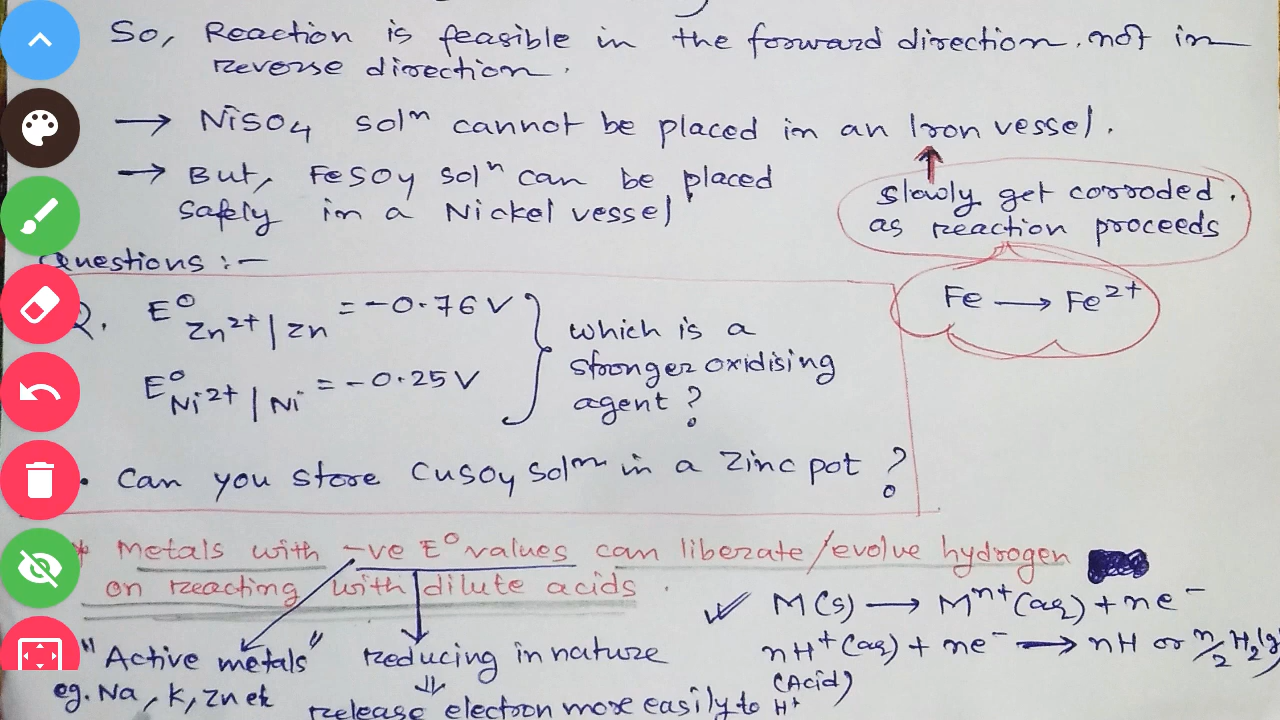 So, Reaction is feasible in the forward direction, not in
reverse direction.
→ NiSO4 solⁿ cannot be placed in an Iron vessel.
→ But, FeSO4 solⁿ can be placed
safely in a Nickel vessel
slowly get corroded.
as reaction proceeds
Fe → Fe²⁺
Questions :-
Q. E⁰ Zn²⁺|Zn = -0.76 V
E⁰ Ni²⁺|Ni = -0.25 V
which is a
stronger oxidising
agent ?
• Can you store CuSO4 solⁿ in a Zinc pot ?
* Metals with -ve E⁰ values can liberate/evolve hydrogen
on reacting with dilute acids.
"Active metals"
eg. Na, K, Zn etc
reducing in nature
⇓
release electron more easily to H⁺
✓ M(s) → Mⁿ⁺(aq) + ne⁻
nH⁺(aq) + ne⁻ → nH or n/2 H₂(g)
(Acid)